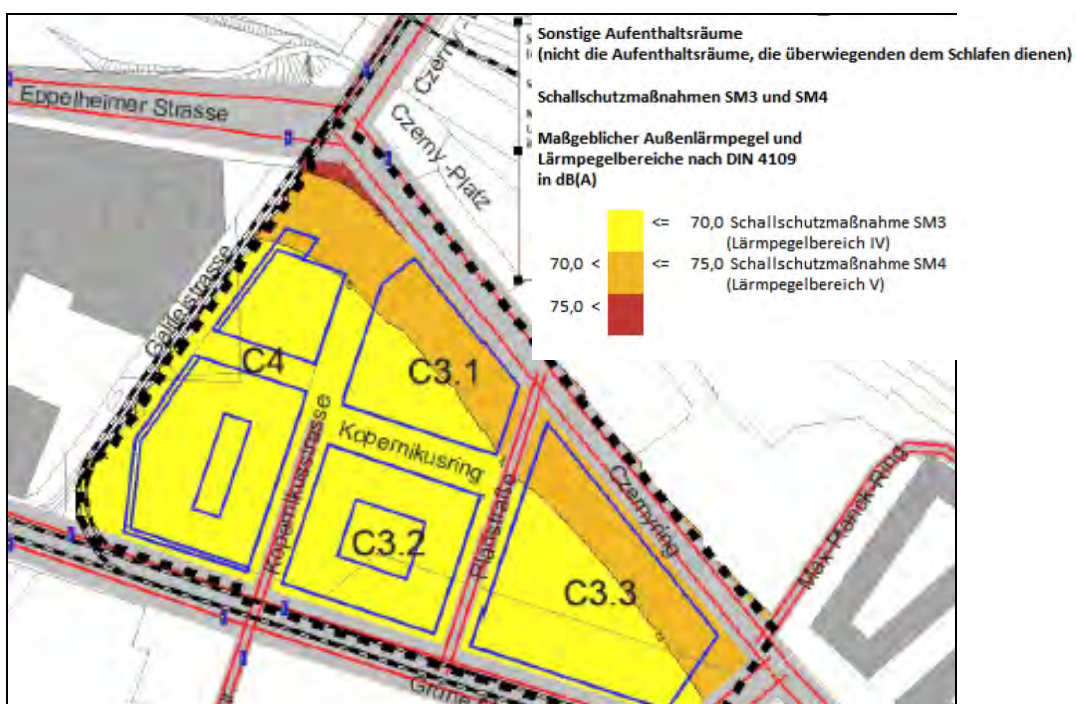 Sonstige Aufenthaltsräume
(nicht die Aufenthaltsräume, die überwiegenden dem Schlafen dienen)
Schallschutzmaßnahmen SM3 und SM4
Maßgeblicher Außenlärmpegel und
Lärmpegelbereiche nach DIN 4109
in dB(A)
<= 70,0 Schallschutzmaßnahme SM3
(Lärmpegelbereich IV)
70,0 < <= 75,0 Schallschutzmaßnahme SM4
(Lärmpegelbereich V)
75,0 <
Eppelheimer Strasse
Czerny-
Czerny-Platz
C4
C3.1
Kopernikusring
Kopernikusstrasse
C3.2
Czernyring
Max Planck Ring
C3.3
Grüne